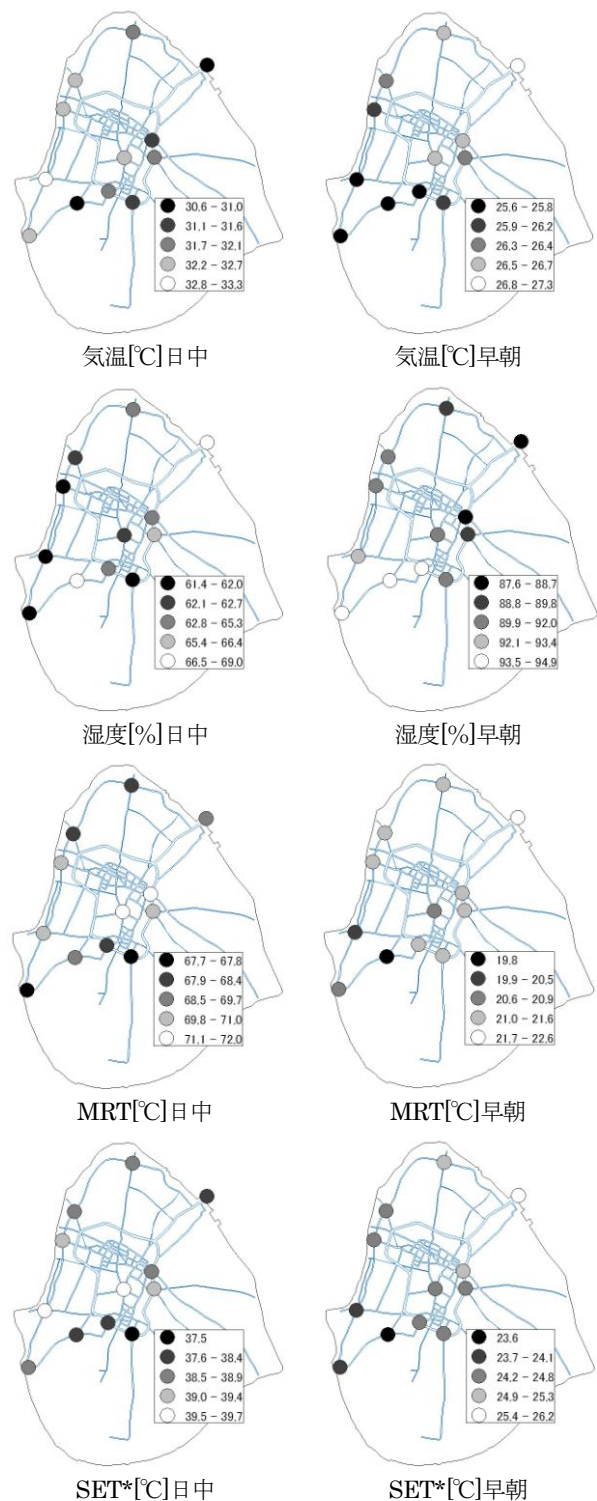 30.6 – 31.0
31.1 – 31.6
31.7 – 32.1
32.2 – 32.7
32.8 – 33.3
気温[℃]日中
25.6 – 25.8
25.9 – 26.2
26.3 – 26.4
26.5 – 26.7
26.8 – 27.3
気温[℃]早朝
61.4 – 62.0
62.1 – 62.7
62.8 – 65.3
65.4 – 66.4
66.5 – 69.0
湿度[%]日中
87.6 – 88.7
88.8 – 89.8
89.9 – 92.0
92.1 – 93.4
93.5 – 94.9
湿度[%]早朝
67.7 – 67.8
67.9 – 68.4
68.5 – 69.7
69.8 – 71.0
71.1 – 72.0
MRT[℃]日中
19.8
19.9 – 20.5
20.6 – 20.9
21.0 – 21.6
21.7 – 22.6
MRT[℃]早朝
37.5
37.6 – 38.4
38.5 – 38.9
39.0 – 39.4
39.5 – 39.7
SET*[℃]日中
23.6
23.7 – 24.1
24.2 – 24.8
24.9 – 25.3
25.4 – 26.2
SET*[℃]早朝